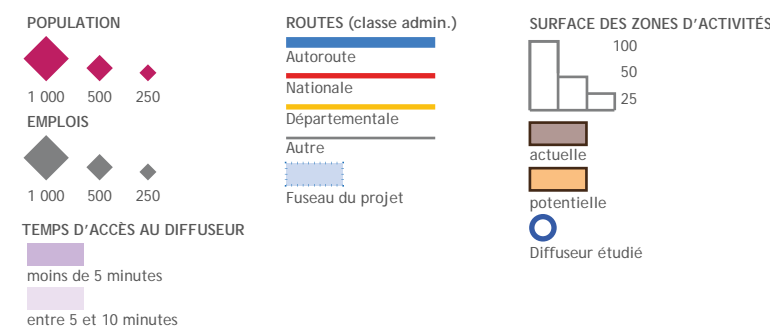 POPULATION
1 000 500 250
EMPLOIS
1 000 500 250
TEMPS D'ACCÈS AU DIFFUSEUR
moins de 5 minutes
entre 5 et 10 minutes
ROUTES (classe admin.)
Autoroute
Nationale
Départementale
Autre
Fuseau du projet
SURFACE DES ZONES D'ACTIVITÉS
100
50
25
actuelle
potentielle
Diffuseur étudié